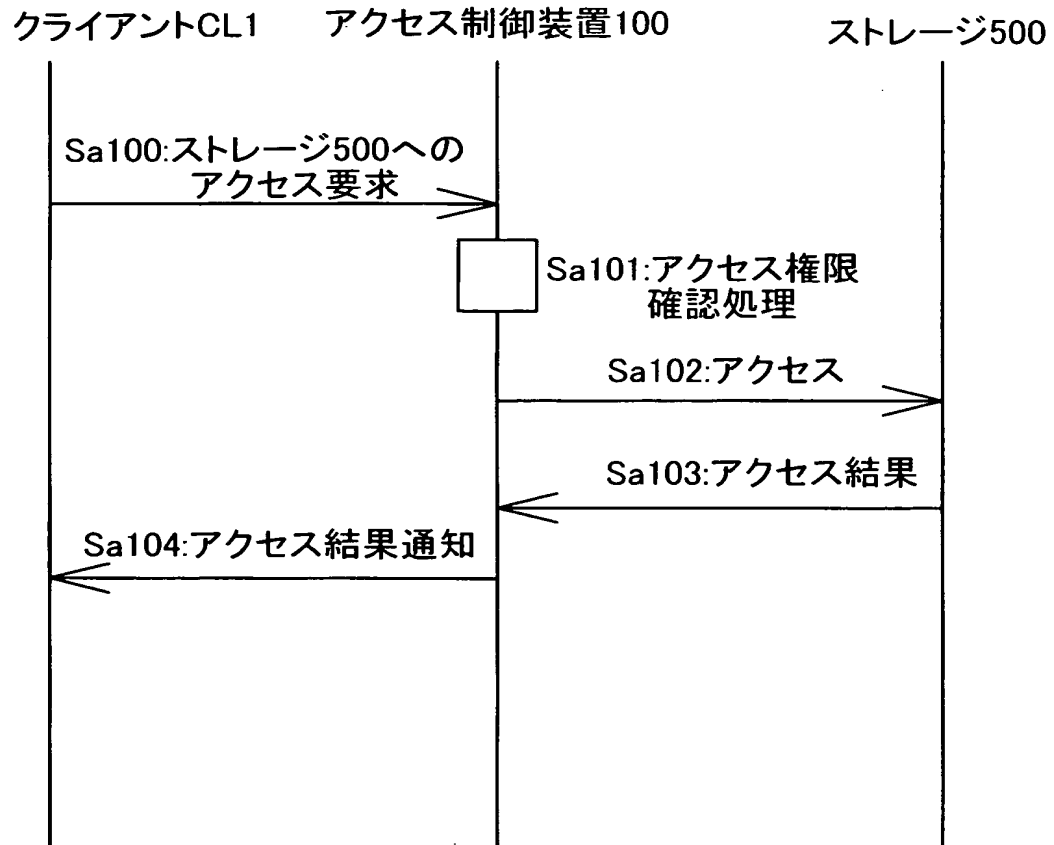 クライアントCL1
アクセス制御装置100
ストレージ500
Sa100:ストレージ500への
アクセス要求
Sa101:アクセス権限
確認処理
Sa102:アクセス
Sa103:アクセス結果
Sa104:アクセス結果通知